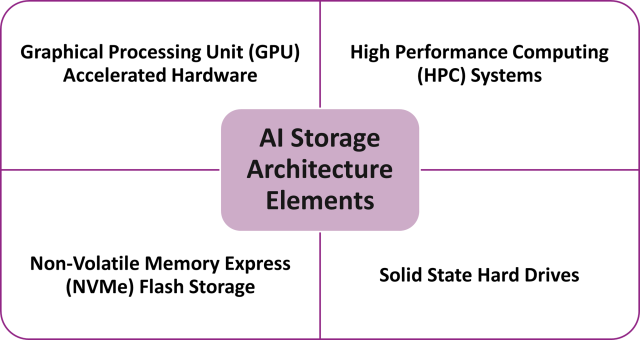 Graphical Processing Unit (GPU)
Accelerated Hardware
High Performance Computing
(HPC) Systems
AI Storage
Architecture
Elements
Non-Volatile Memory Express
(NVMe) Flash Storage
Solid State Hard Drives